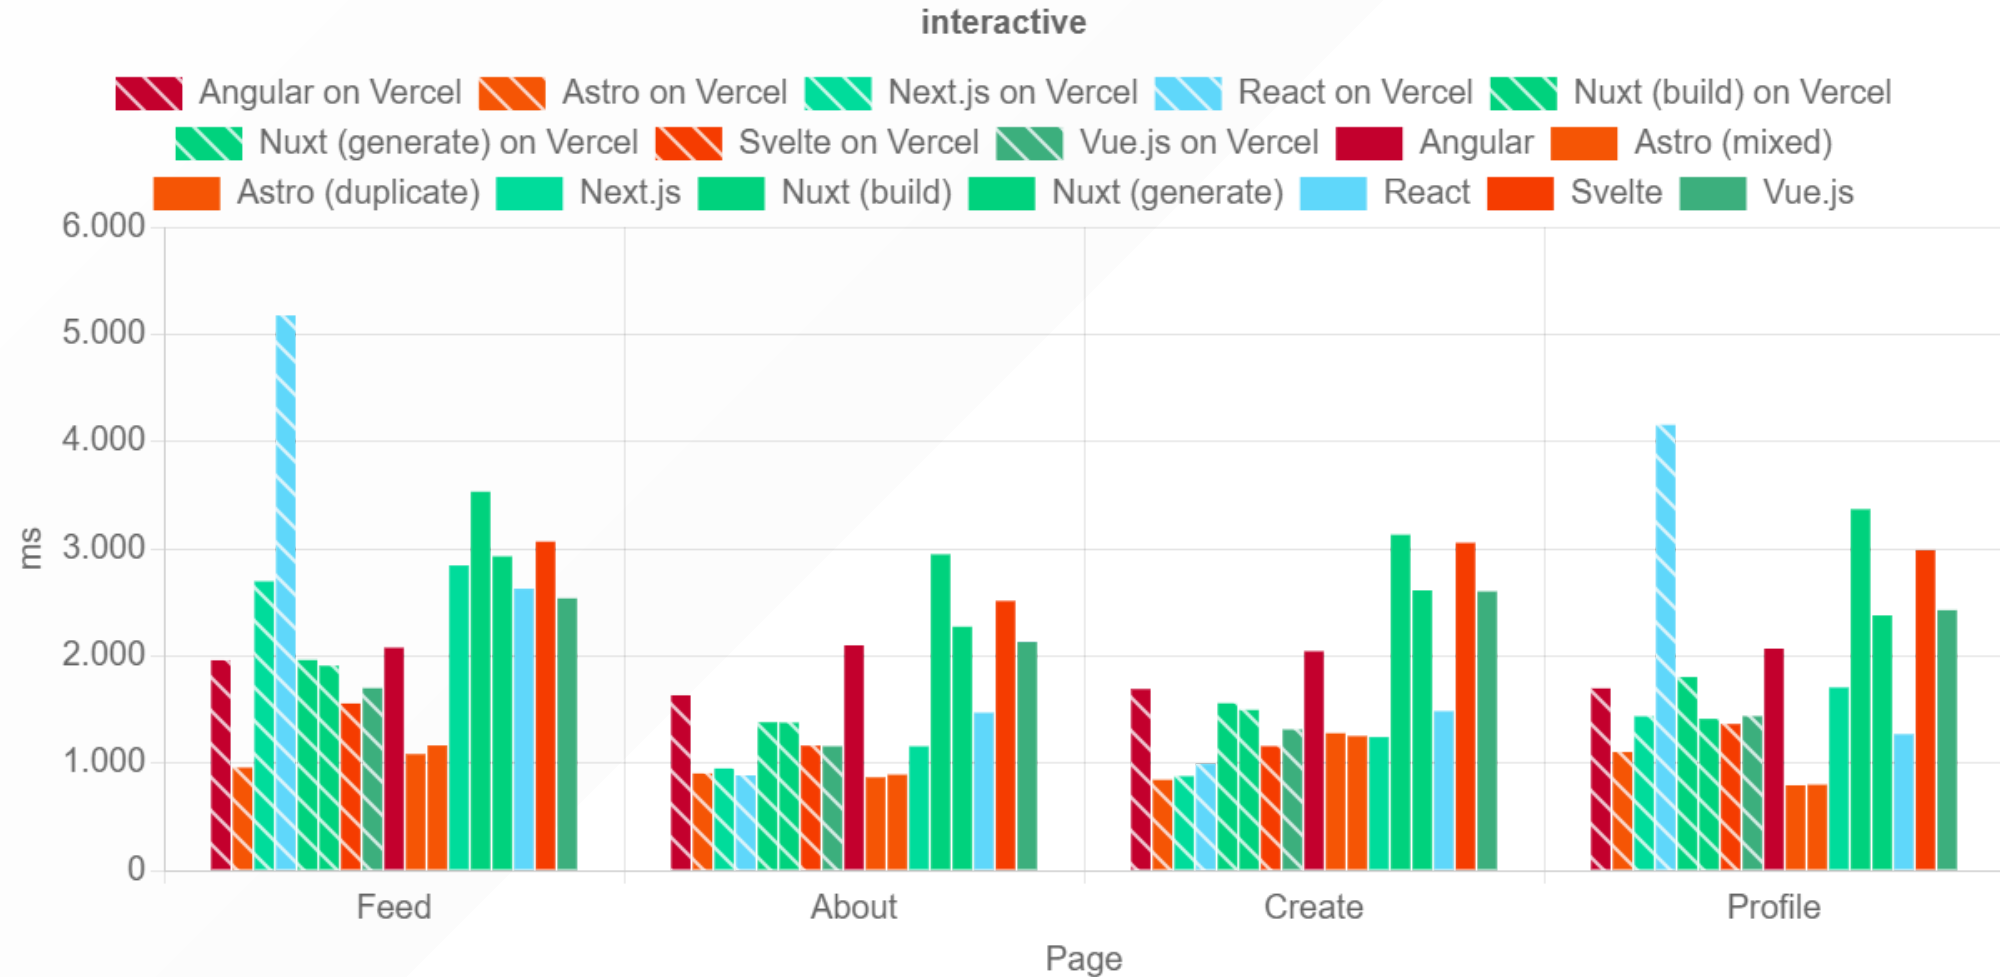 interactive
Angular on Vercel Astro on Vercel Next.js on Vercel React on Vercel Nuxt (build) on Vercel
Nuxt (generate) on Vercel Svelte on Vercel Vue.js on Vercel Angular Astro (mixed)
Astro (duplicate) Next.js Nuxt (build) Nuxt (generate) React Svelte Vue.js
6.000
5.000
4.000
3.000
2.000
1.000
0
ms
Feed About Create Profile
Page